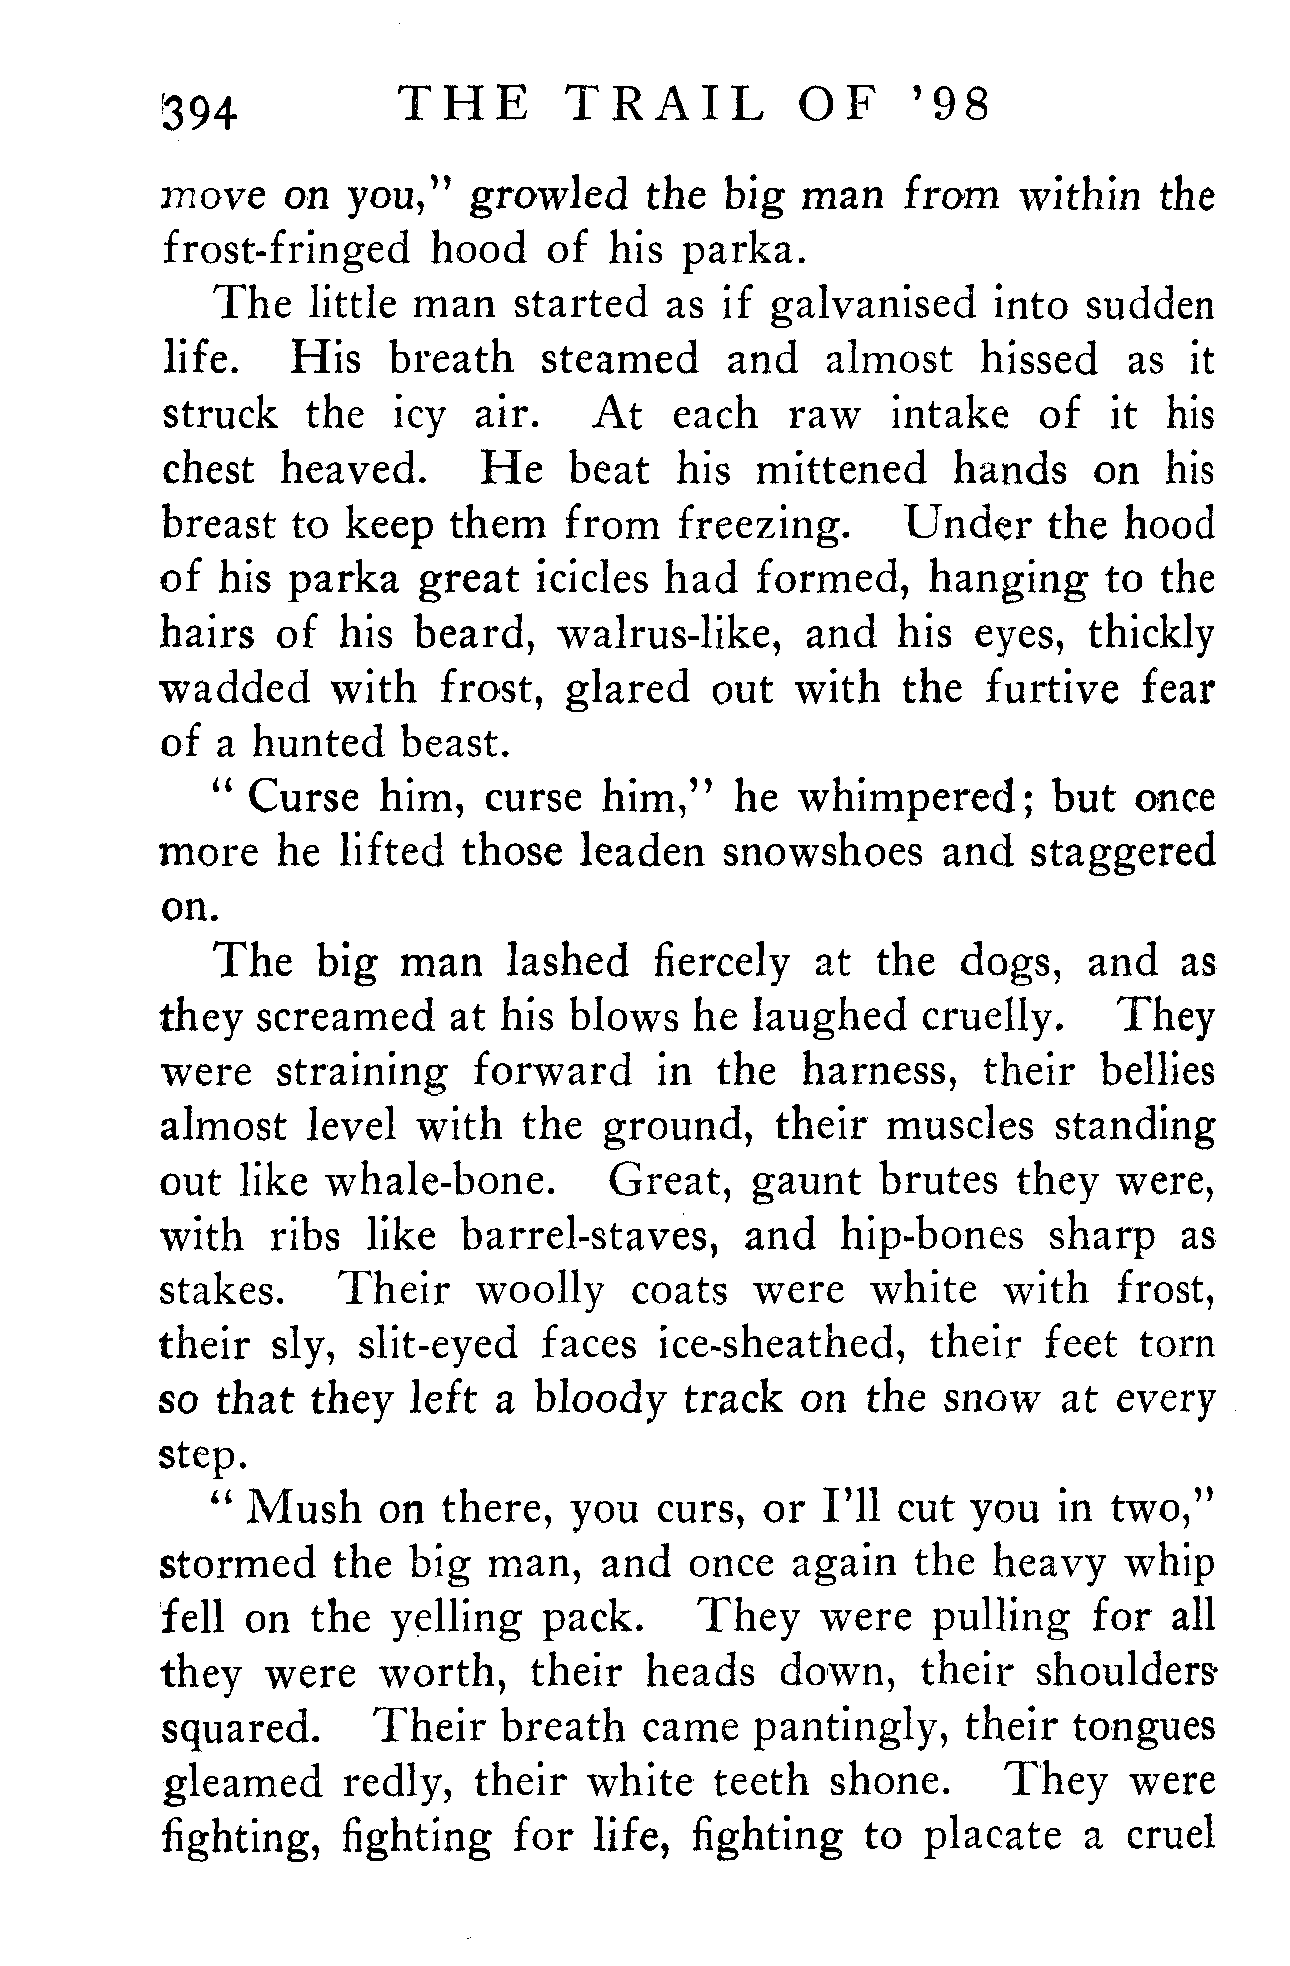 394 THE TRAIL OF '98
move on you," growled the big man from within the
frost-fringed hood of his parka.
The little man started as if galvanised into sudden
life. His breath steamed and almost hissed as it
struck the icy air. At each raw intake of it his
chest heaved. He beat his mittened hands on his
breast to keep them from freezing. Under the hood
of his parka great icicles had formed, hanging to the
hairs of his beard, walrus-like, and his eyes, thickly
wadded with frost, glared out with the furtive fear
of a hunted beast.
" Curse him, curse him," he whimpered; but once
more he lifted those leaden snowshoes and staggered
on.
The big man lashed fiercely at the dogs, and as
they screamed at his blows he laughed cruelly. They
were straining forward in the harness, their bellies
almost level with the ground, their muscles standing
out like whale-bone. Great, gaunt brutes they were,
with ribs like barrel-staves, and hip-bones sharp as
stakes. Their woolly coats were white with frost,
their sly, slit-eyed faces ice-sheathed, their feet torn
so that they left a bloody track on the snow at every
step.
" Mush on there, you curs, or I'll cut you in two,"
stormed the big man, and once again the heavy whip
fell on the yelling pack. They were pulling for all
they were worth, their heads down, their shoulders
squared. Their breath came pantingly, their tongues
gleamed redly, their white teeth shone. They were
fighting, fighting for life, fighting to placate a cruel